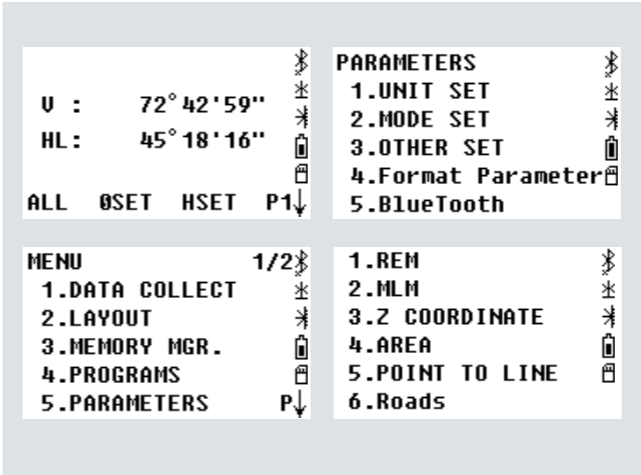 V : 72°42'59"
HL: 45°18'16"
ALL 0SET HSET P1↓
PARAMETERS
1.UNIT SET
2.MODE SET
3.OTHER SET
4.Format Parameter
5.BlueTooth
MENU 1/2
1.DATA COLLECT
2.LAYOUT
3.MEMORY MGR.
4.PROGRAMS
5.PARAMETERS P↓
1.REM
2.MLM
3.Z COORDINATE
4.AREA
5.POINT TO LINE
6.Roads